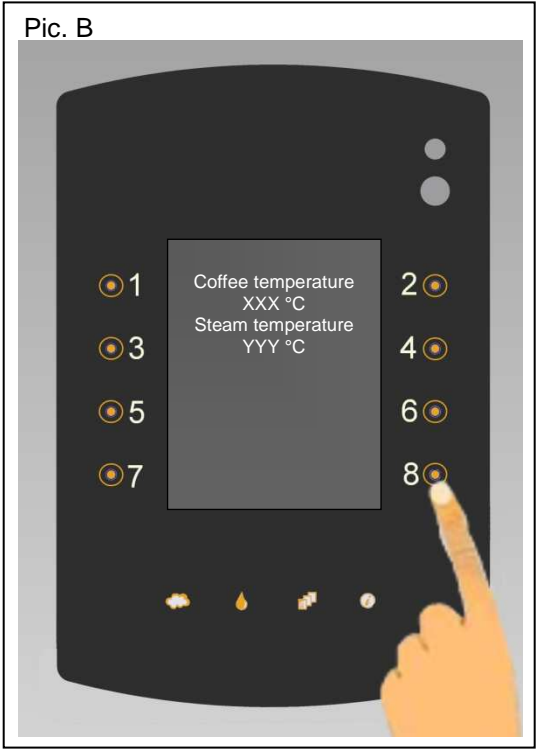 Pic. B
Coffee temperature
XXX °C
Steam temperature
YYY °C
1
2
3
4
5
6
7
8
i